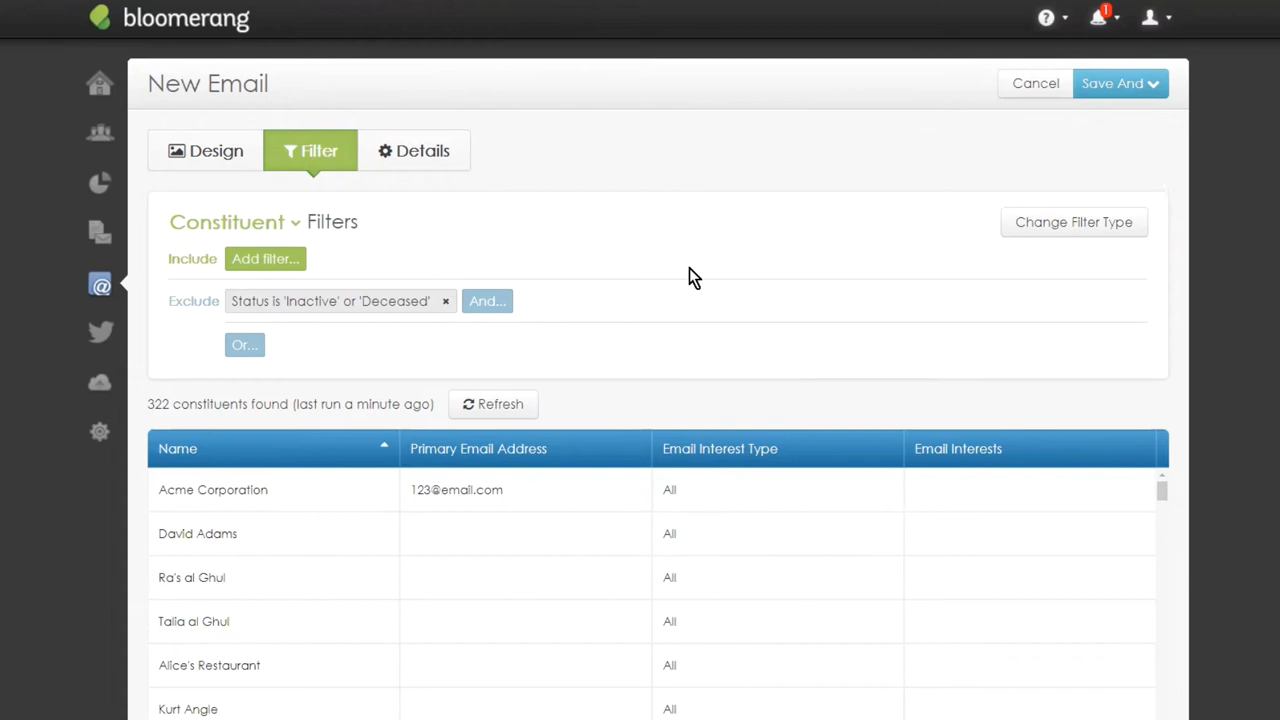 bloomerang
1
New Email
Cancel
Save And
Design
Filter
Details
Constituent Filters
Change Filter Type
Include
Add filter...
Exclude
Status is 'Inactive' or 'Deceased'
And...
Or...
322 constituents found (last run a minute ago)
Refresh
Name
Primary Email Address
Email Interest Type
Email Interests
Acme Corporation
123@email.com
All
David Adams
All
Ra's al Ghul
All
Talia al Ghul
All
Alice's Restaurant
All
Kurt Angle
All